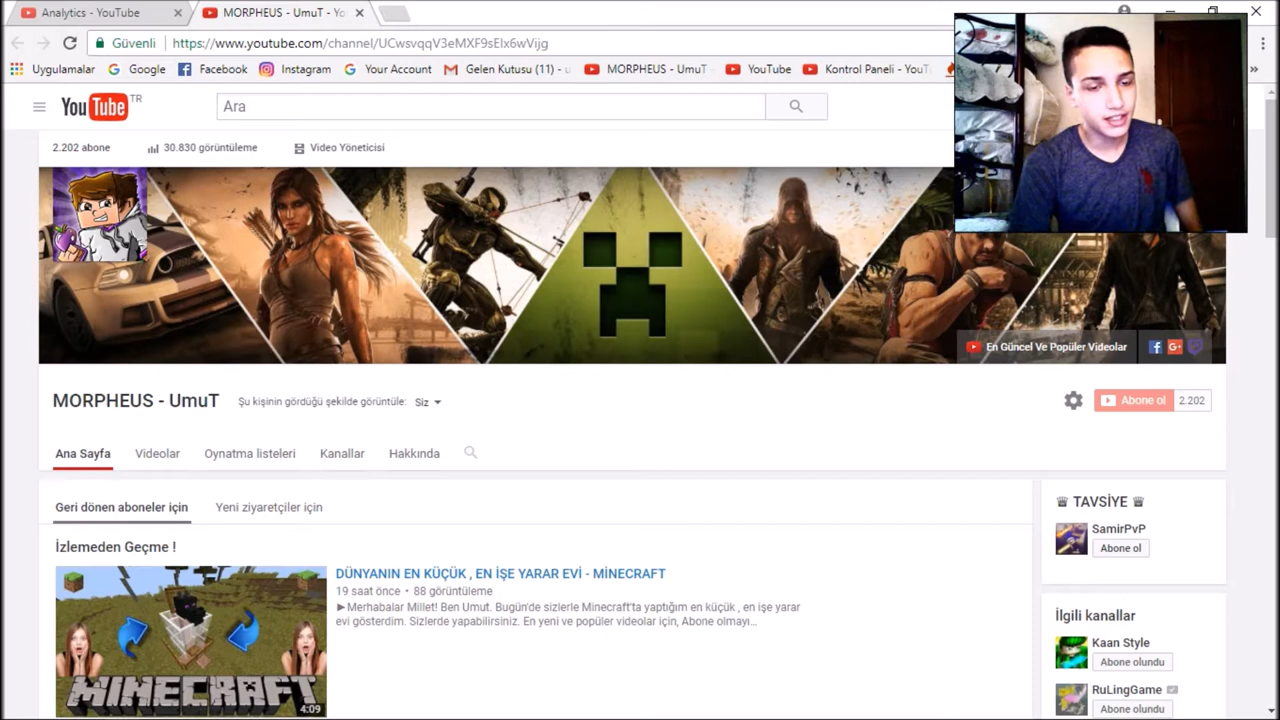 Analytics - YouTube
MORPHEUS - UmuT - Yo
Güvenli
https://www.youtube.com/channel/UCwsvqqV3eMXF9sElx6wVijg
Uygulamalar
Google
Facebook
Instagram
Your Account
Gelen Kutusu (11) -
MORPHEUS - UmuT
YouTube
Kontrol Paneli - YouT
YouTube TR
Ara
2.202 abone
30.830 görüntüleme
Video Yöneticisi
En Güncel Ve Popüler Videolar
MORPHEUS - UmuT
Şu kişinin gördüğü şekilde görüntüle: Siz
Abone ol 2.202
Ana Sayfa
Videolar
Oynatma listeleri
Kanallar
Hakkında
Geri dönen aboneler için
Yeni ziyaretçiler için
İzlemeden Geçme !
DÜNYANIN EN KÜÇÜK , EN İŞE YARAR EVİ - MİNECRAFT
19 saat önce • 88 görüntüleme
►Merhabalar Millet! Ben Umut. Bugün'de sizlerle Minecraft'ta yaptığım en küçük , en işe yarar
evi gösterdim. Sizlerde yapabilirsiniz. En yeni ve popüler videolar için, Abone olmayı...
MINECRAFT
4:09
♕ TAVSİYE ♕
SamirPvP
Abone ol
İlgili kanallar
Kaan Style
Abone olundu
RuLingGame
Abone olundu